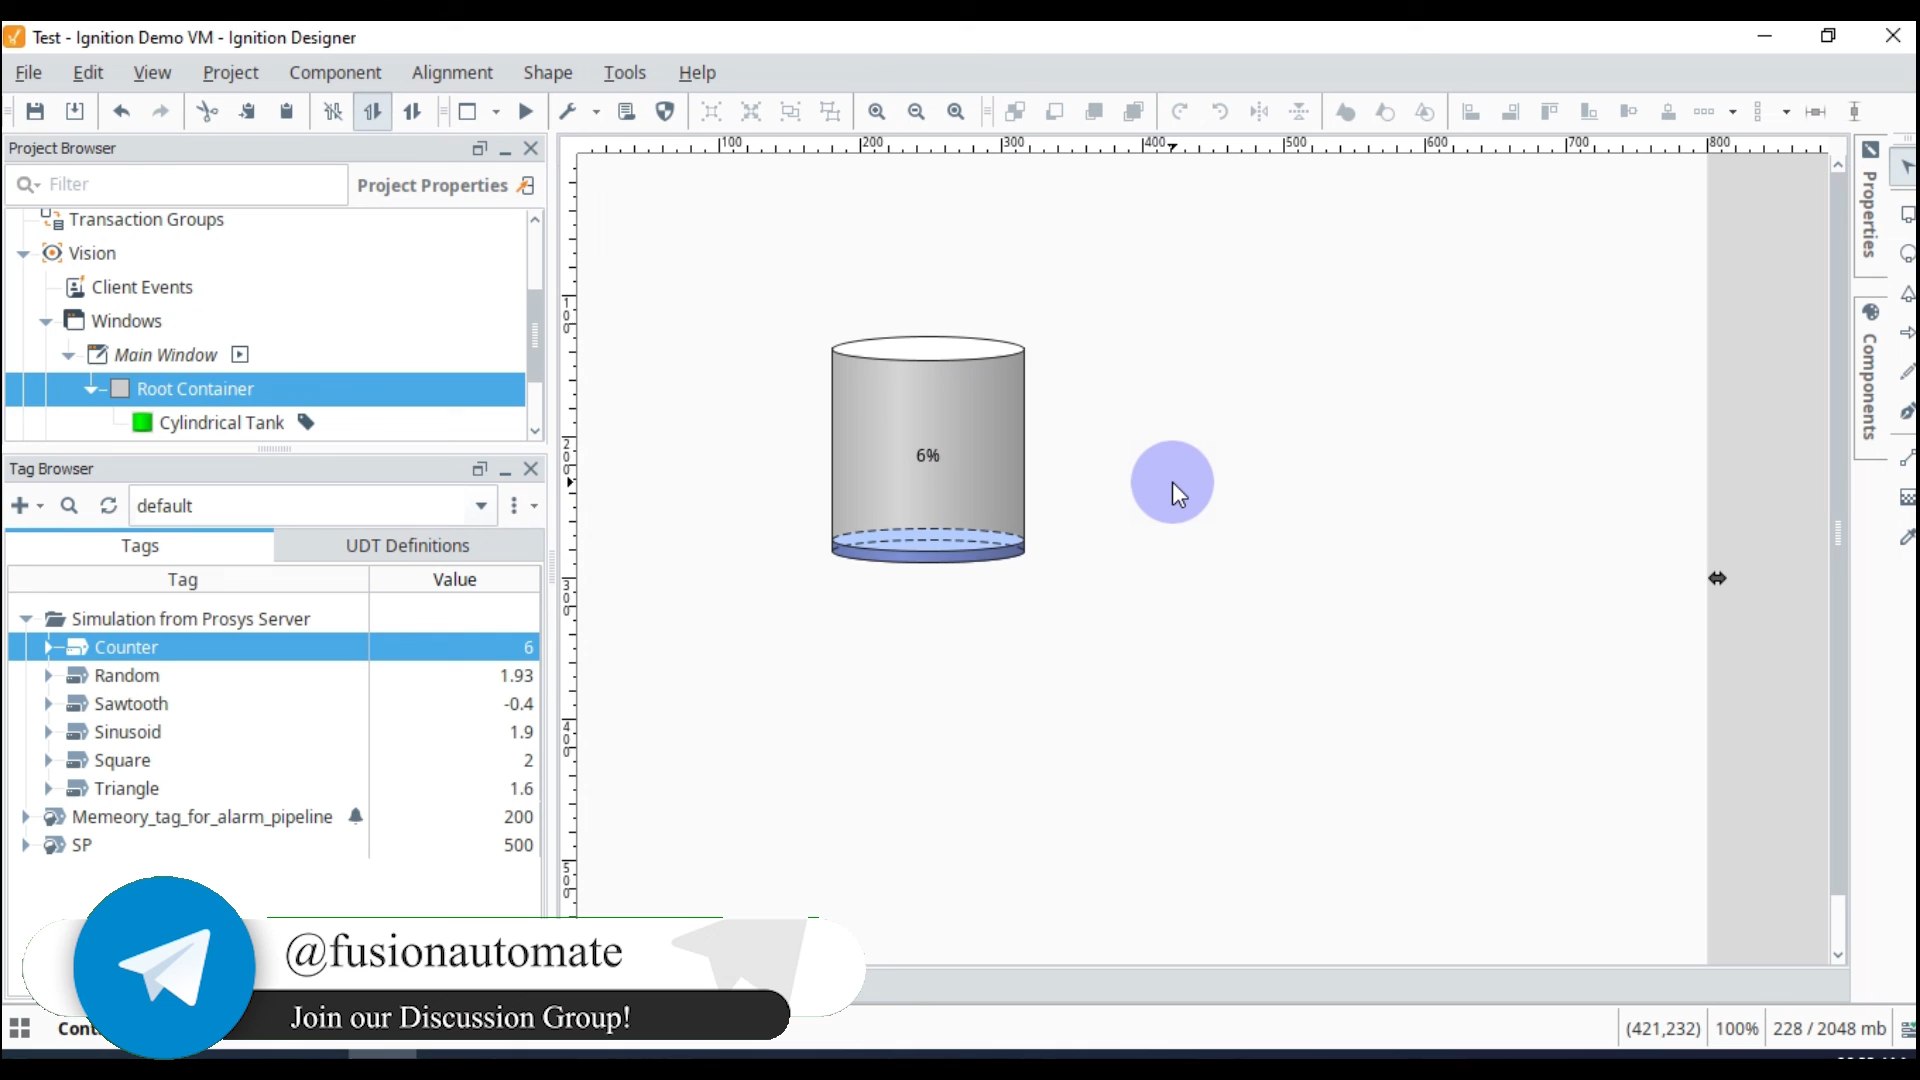 Test - Ignition Demo VM - Ignition Designer
File Edit View Project Component Alignment Shape Tools Help
Project Browser
Filter
Project Properties
Transaction Groups
Vision
Client Events
Windows
Main Window
Root Container
Cylindrical Tank
Tag Browser
default
Tags UDT Definitions
Tag Value
Simulation from Prosys Server
Counter 6
Random 1.93
Sawtooth -0.4
Sinusoid 1.9
Square 2
Triangle 1.6
Memeory_tag_for_alarm_pipeline 200
SP 500
100 200 300 400 500 600 700 800
100
200
300
400
500
6%
Properties
Components
@fusionautomate
Join our Discussion Group!
(421,232) 100% 228 / 2048 mb